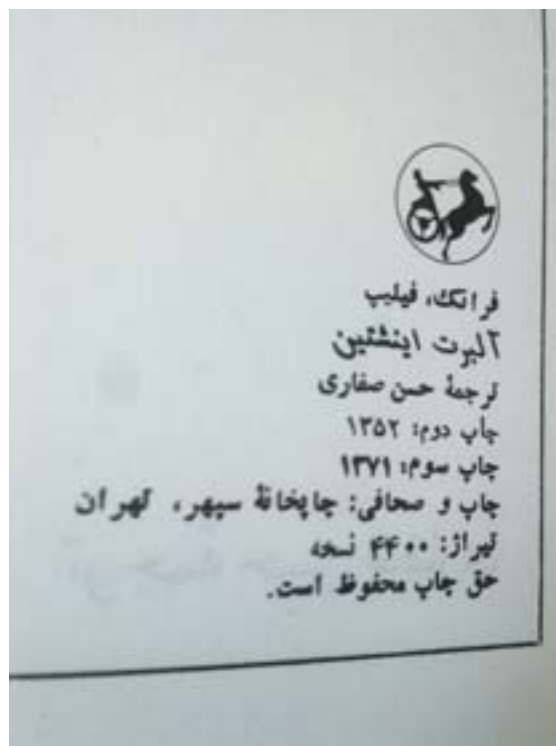 فرانک، فیلیپ
آلبرت اینشتین
ترجمهٔ حسن صفاری
چاپ دوم: ۱۳۵۲
چاپ سوم: ۱۳۷۱
چاپ و صحافی: چاپخانهٔ سپهر، تهران
تیراژ: ۴۴۰۰ نسخه
حق چاپ محفوظ است.